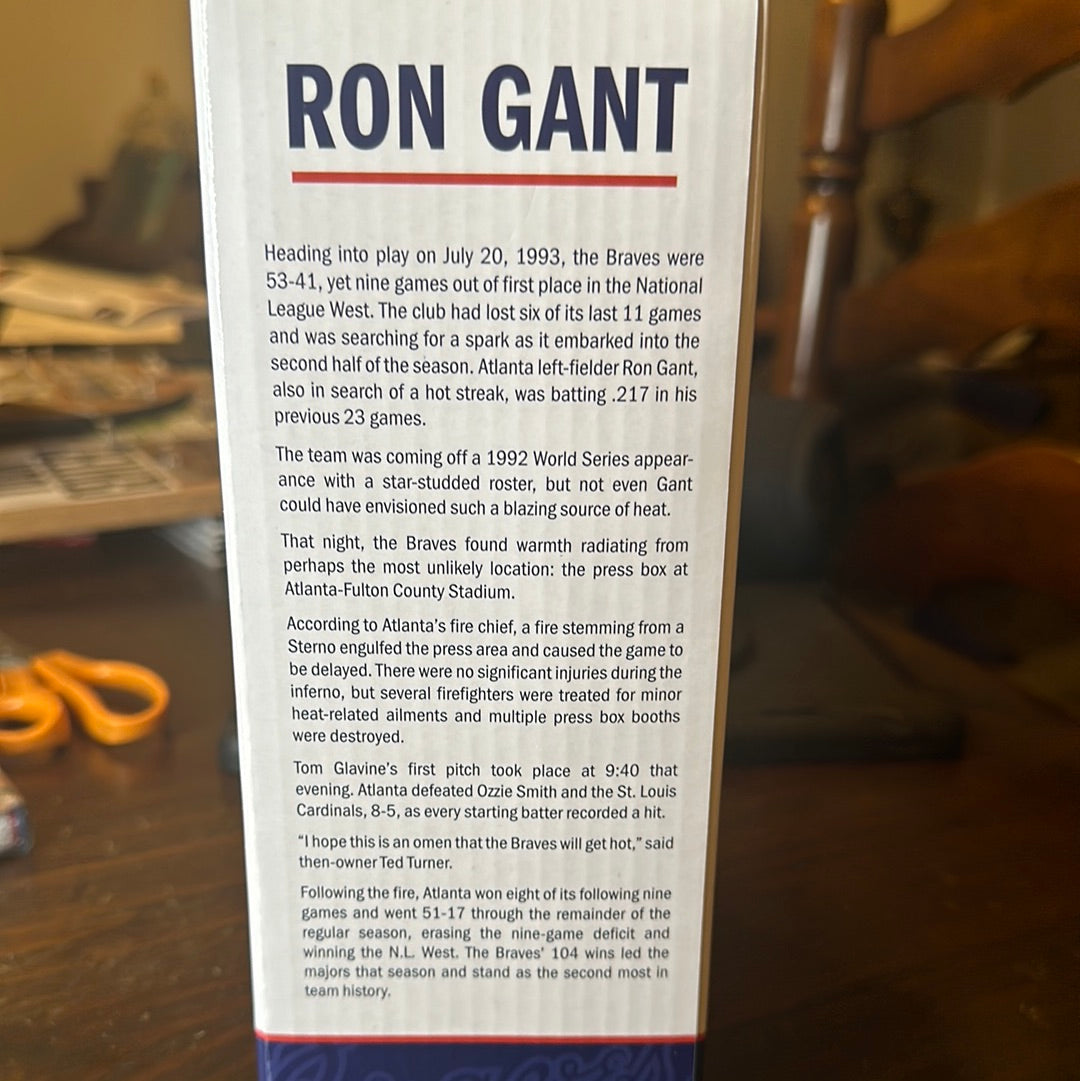 RON GANT
Heading into play on July 20, 1993, the Braves were
53-41, yet nine games out of first place in the National
League West. The club had lost six of its last 11 games
and was searching for a spark as it embarked into the
second half of the season. Atlanta left-fielder Ron Gant,
also in search of a hot streak, was batting .217 in his
previous 23 games.
The team was coming off a 1992 World Series appear-
ance with a star-studded roster, but not even Gant
could have envisioned such a blazing source of heat.
That night, the Braves found warmth radiating from
perhaps the most unlikely location: the press box at
Atlanta-Fulton County Stadium.
According to Atlanta’s fire chief, a fire stemming from a
Sterno engulfed the press area and caused the game to
be delayed. There were no significant injuries during the
inferno, but several firefighters were treated for minor
heat-related ailments and multiple press box booths
were destroyed.
Tom Glavine’s first pitch took place at 9:40 that
evening. Atlanta defeated Ozzie Smith and the St. Louis
Cardinals, 8-5, as every starting batter recorded a hit.
“I hope this is an omen that the Braves will get hot,” said
then-owner Ted Turner.
Following the fire, Atlanta won eight of its following nine
games and went 51-17 through the remainder of the
regular season, erasing the nine-game deficit and
winning the N.L. West. The Braves’ 104 wins led the
majors that season and stand as the second most in
team history.